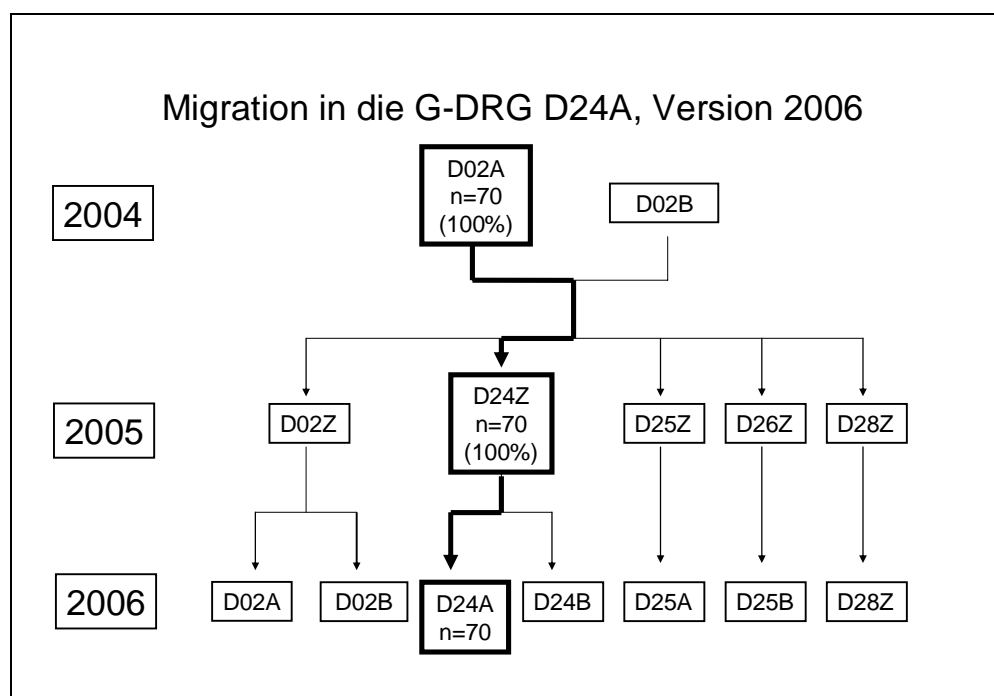 Migration in die G-DRG D24A, Version 2006
2004
D02A
n=70
(100%)
D02B
2005
D02Z
D24Z
n=70
(100%)
D25Z
D26Z
D28Z
2006
D02A
D02B
D24A
n=70
D24B
D25A
D25B
D28Z